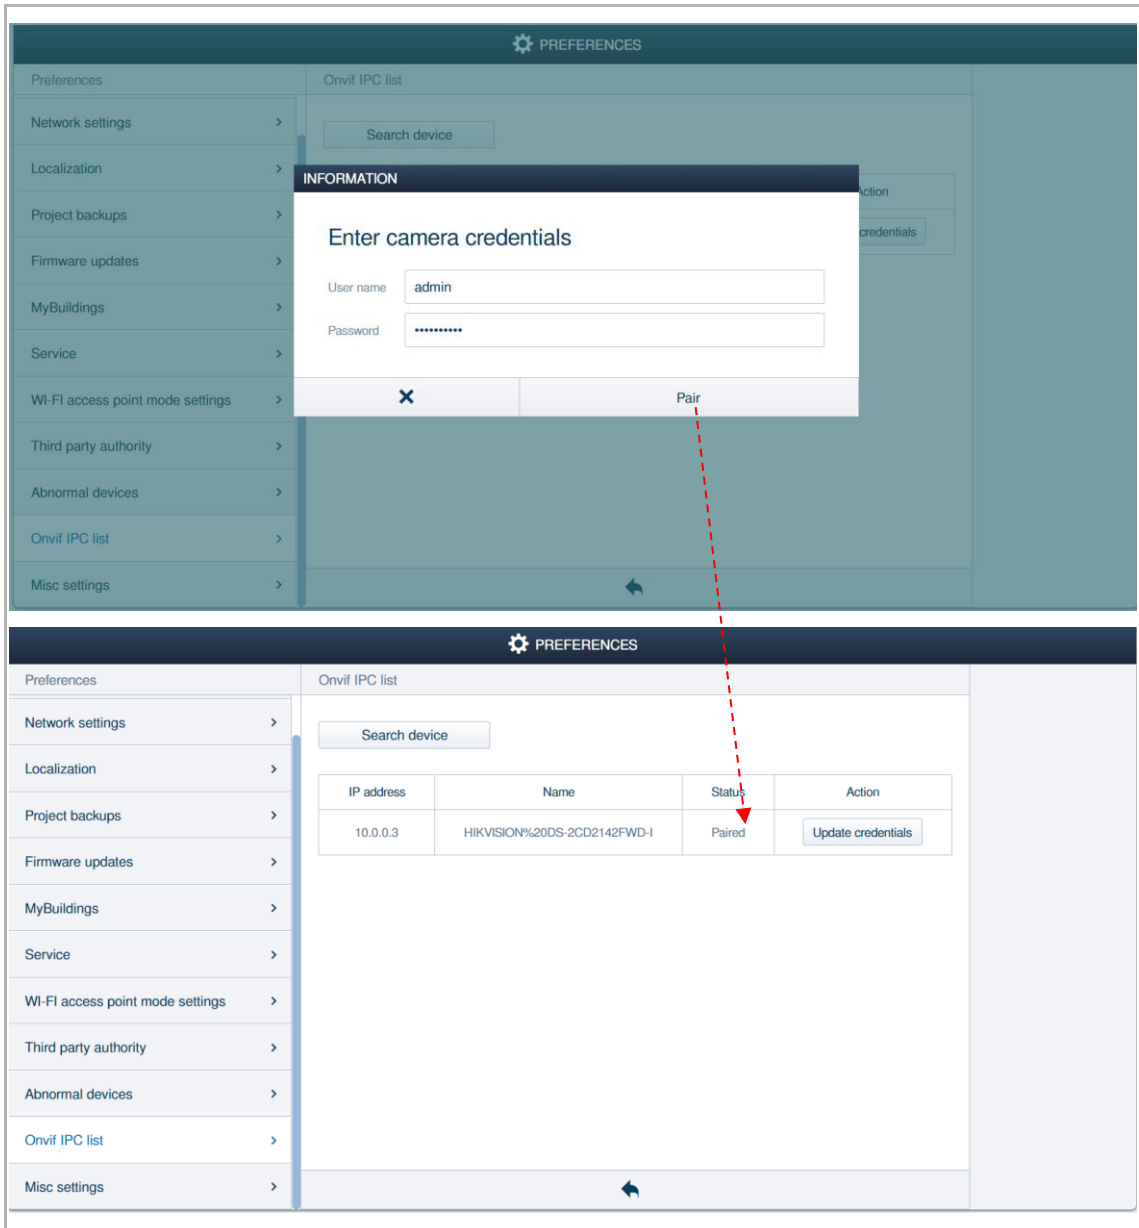 PREFERENCES
Preferences
Onvif IPC list
Network settings
Search device
Localization
INFORMATION
Action
Project backups
Enter camera credentials
credentials
Firmware updates
User name admin
MyBuildings
Password ••••••••••
Service
WI-FI access point mode settings
Pair
Third party authority
Abnormal devices
Onvif IPC list
Misc settings
PREFERENCES
Preferences
Onvif IPC list
Network settings
Search device
Localization
IP address Name Status Action
Project backups
10.0.0.3 HIKVISION%20DS-2CD2142FWD-I Paired Update credentials
Firmware updates
MyBuildings
Service
WI-FI access point mode settings
Third party authority
Abnormal devices
Onvif IPC list
Misc settings